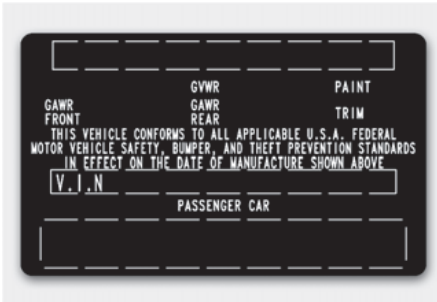 GVWR PAINT
GAWR FRONT GAWR REAR TRIM
THIS VEHICLE CONFORMS TO ALL APPLICABLE U.S.A. FEDERAL
MOTOR VEHICLE SAFETY, BUMPER, AND THEFT PREVENTION STANDARDS
IN EFFECT ON THE DATE OF MANUFACTURE SHOWN ABOVE
V.I.N
PASSENGER CAR